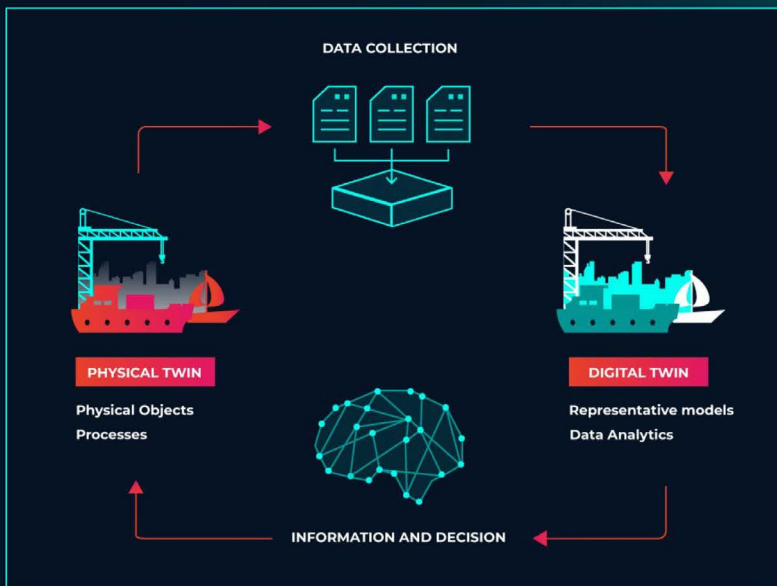 DATA COLLECTION
PHYSICAL TWIN
Physical Objects
Processes
DIGITAL TWIN
Representative models
Data Analytics
INFORMATION AND DECISION